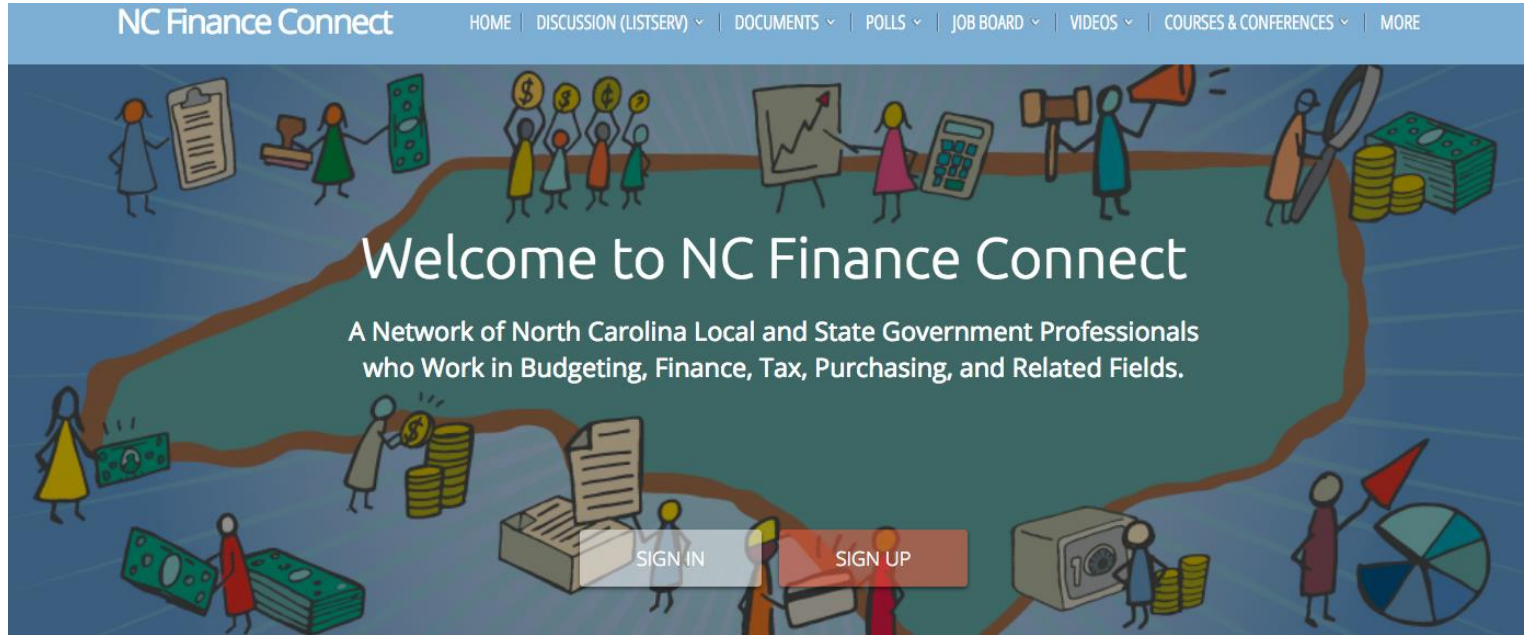 NC Finance Connect
HOME | DISCUSSION (LISTSERV) | DOCUMENTS | POLLS | JOB BOARD | VIDEOS | COURSES & CONFERENCES | MORE
Welcome to NC Finance Connect
A Network of North Carolina Local and State Government Professionals
who Work in Budgeting, Finance, Tax, Purchasing, and Related Fields.
SIGN IN
SIGN UP